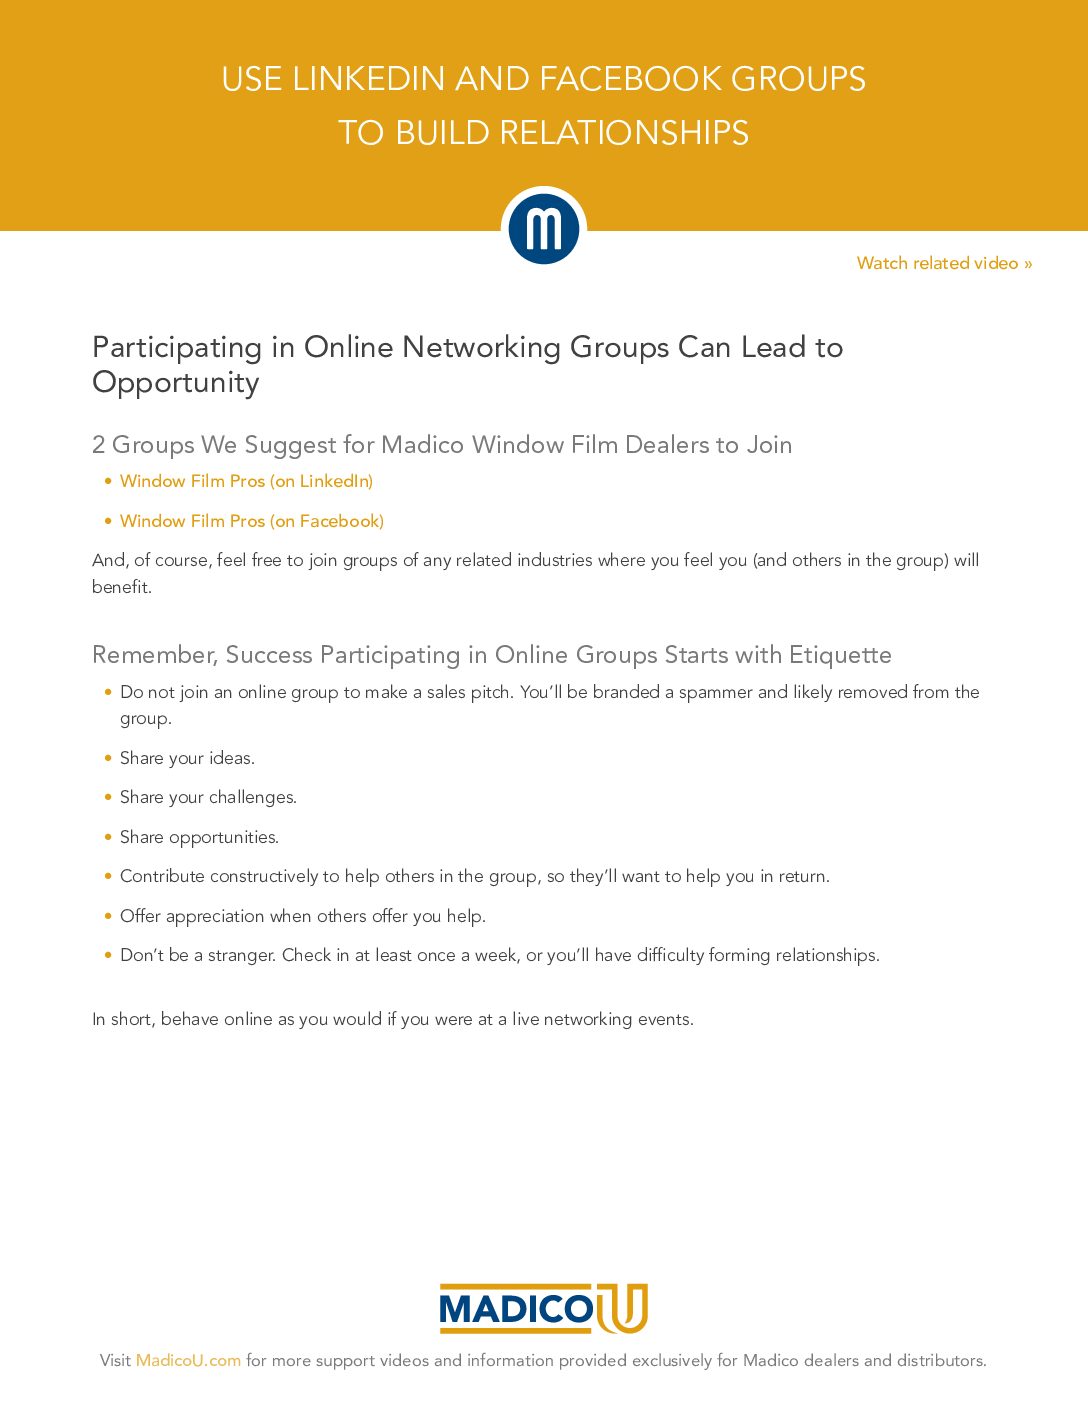 USE LINKEDIN AND FACEBOOK GROUPS
TO BUILD RELATIONSHIPS
m
Watch related video »
Participating in Online Networking Groups Can Lead to
Opportunity
2 Groups We Suggest for Madico Window Film Dealers to Join
• Window Film Pros (on LinkedIn)
• Window Film Pros (on Facebook)
And, of course, feel free to join groups of any related industries where you feel you (and others in the group) will
benefit.
Remember, Success Participating in Online Groups Starts with Etiquette
• Do not join an online group to make a sales pitch. You’ll be branded a spammer and likely removed from the
group.
• Share your ideas.
• Share your challenges.
• Share opportunities.
• Contribute constructively to help others in the group, so they’ll want to help you in return.
• Offer appreciation when others offer you help.
• Don’t be a stranger. Check in at least once a week, or you’ll have difficulty forming relationships.
In short, behave online as you would if you were at a live networking events.
MADICO U
Visit MadicoU.com for more support videos and information provided exclusively for Madico dealers and distributors.